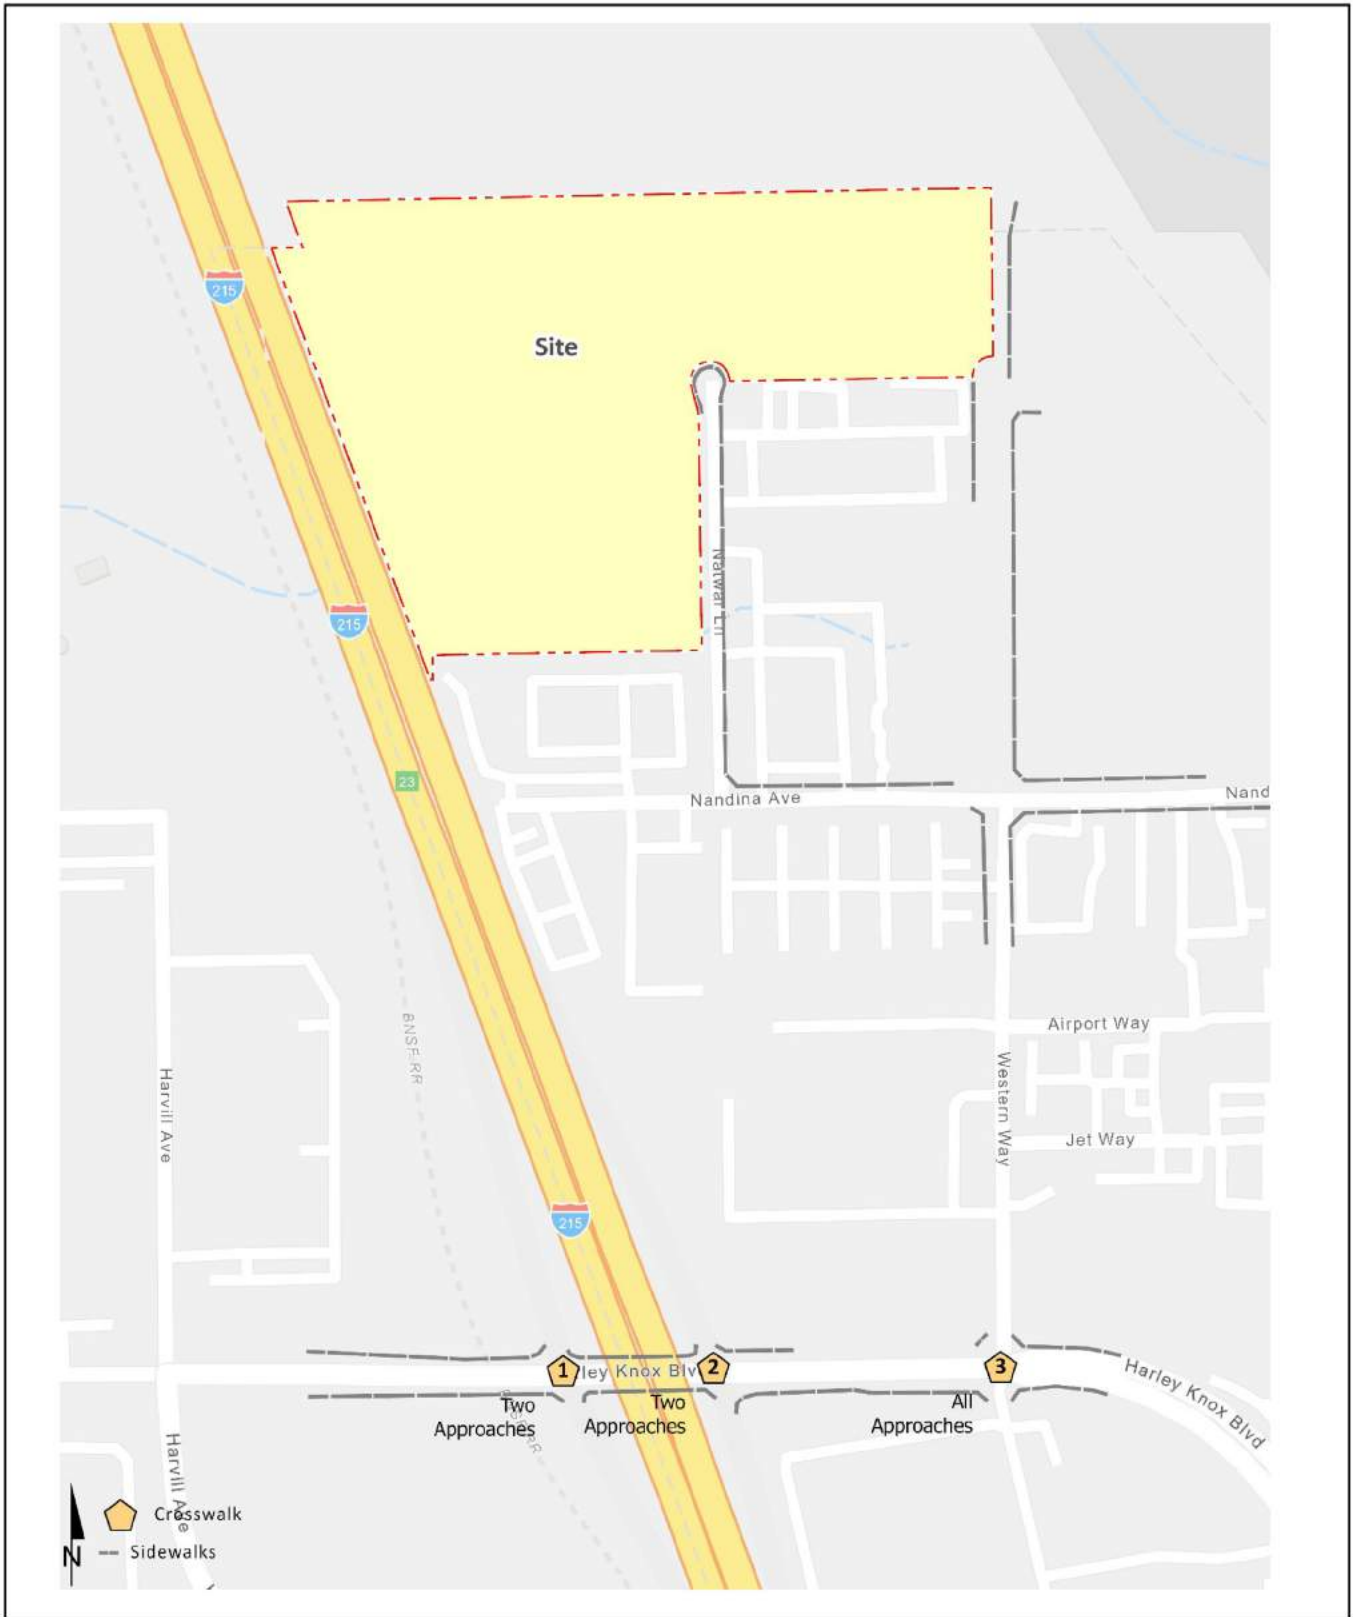 215
Site
Natwar Ln
215
23
Nandina Ave
Nand
BNSF RR
Airport Way
Harvill Ave
Western Way
Jet Way
215
1
ley Knox Blv
2
3
Harley Knox Blvd
Two
Approaches
Two
Approaches
All
Approaches
RR
Harvill Ave
N
Crosswalk
Sidewalks